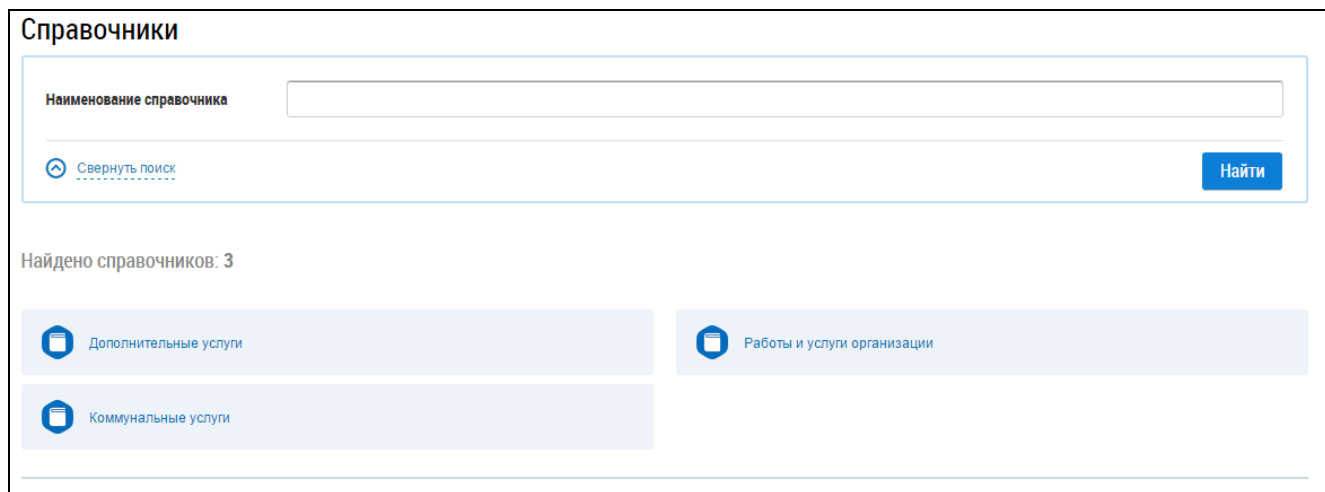 Справочники
Наименование справочника
Свернуть поиск
Найти
Найдено справочников: 3
Дополнительные услуги
Работы и услуги организации
Коммунальные услуги